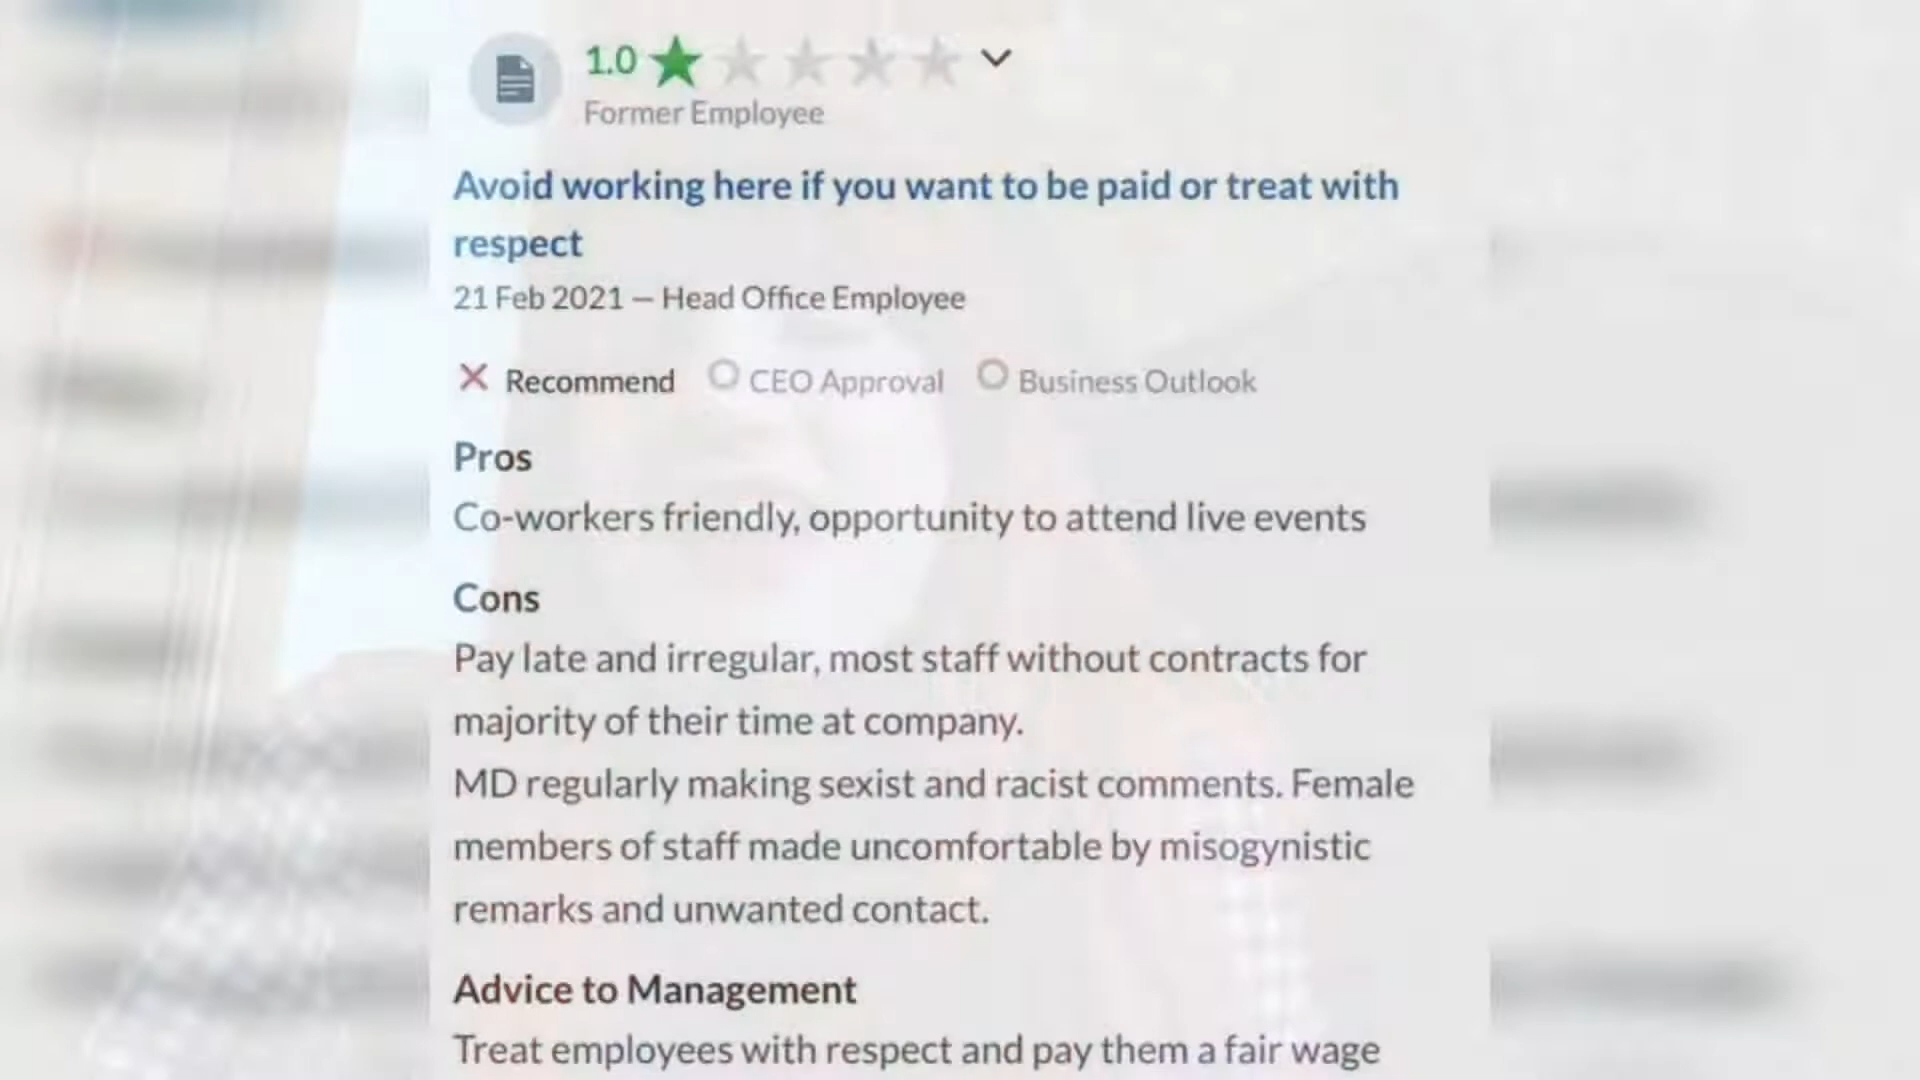 1.0
Former Employee
Avoid working here if you want to be paid or treat with
respect
21 Feb 2021 — Head Office Employee
Recommend CEO Approval Business Outlook
Pros
Co-workers friendly, opportunity to attend live events
Cons
Pay late and irregular, most staff without contracts for
majority of their time at company.
MD regularly making sexist and racist comments. Female
members of staff made uncomfortable by misogynistic
remarks and unwanted contact.
Advice to Management
Treat employees with respect and pay them a fair wage